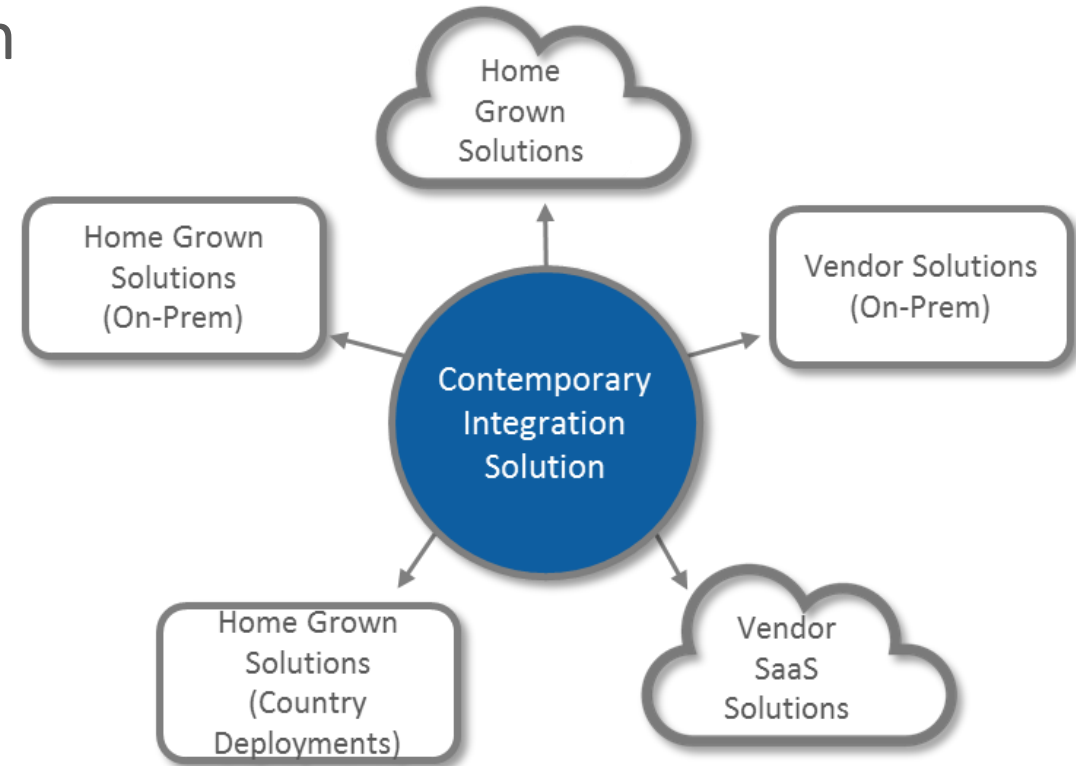 Home
Grown
Solutions
Home Grown
Solutions
(On-Prem)
Vendor Solutions
(On-Prem)
Contemporary
Integration
Solution
Home Grown
Solutions
(Country
Deployments)
Vendor
SaaS
Solutions